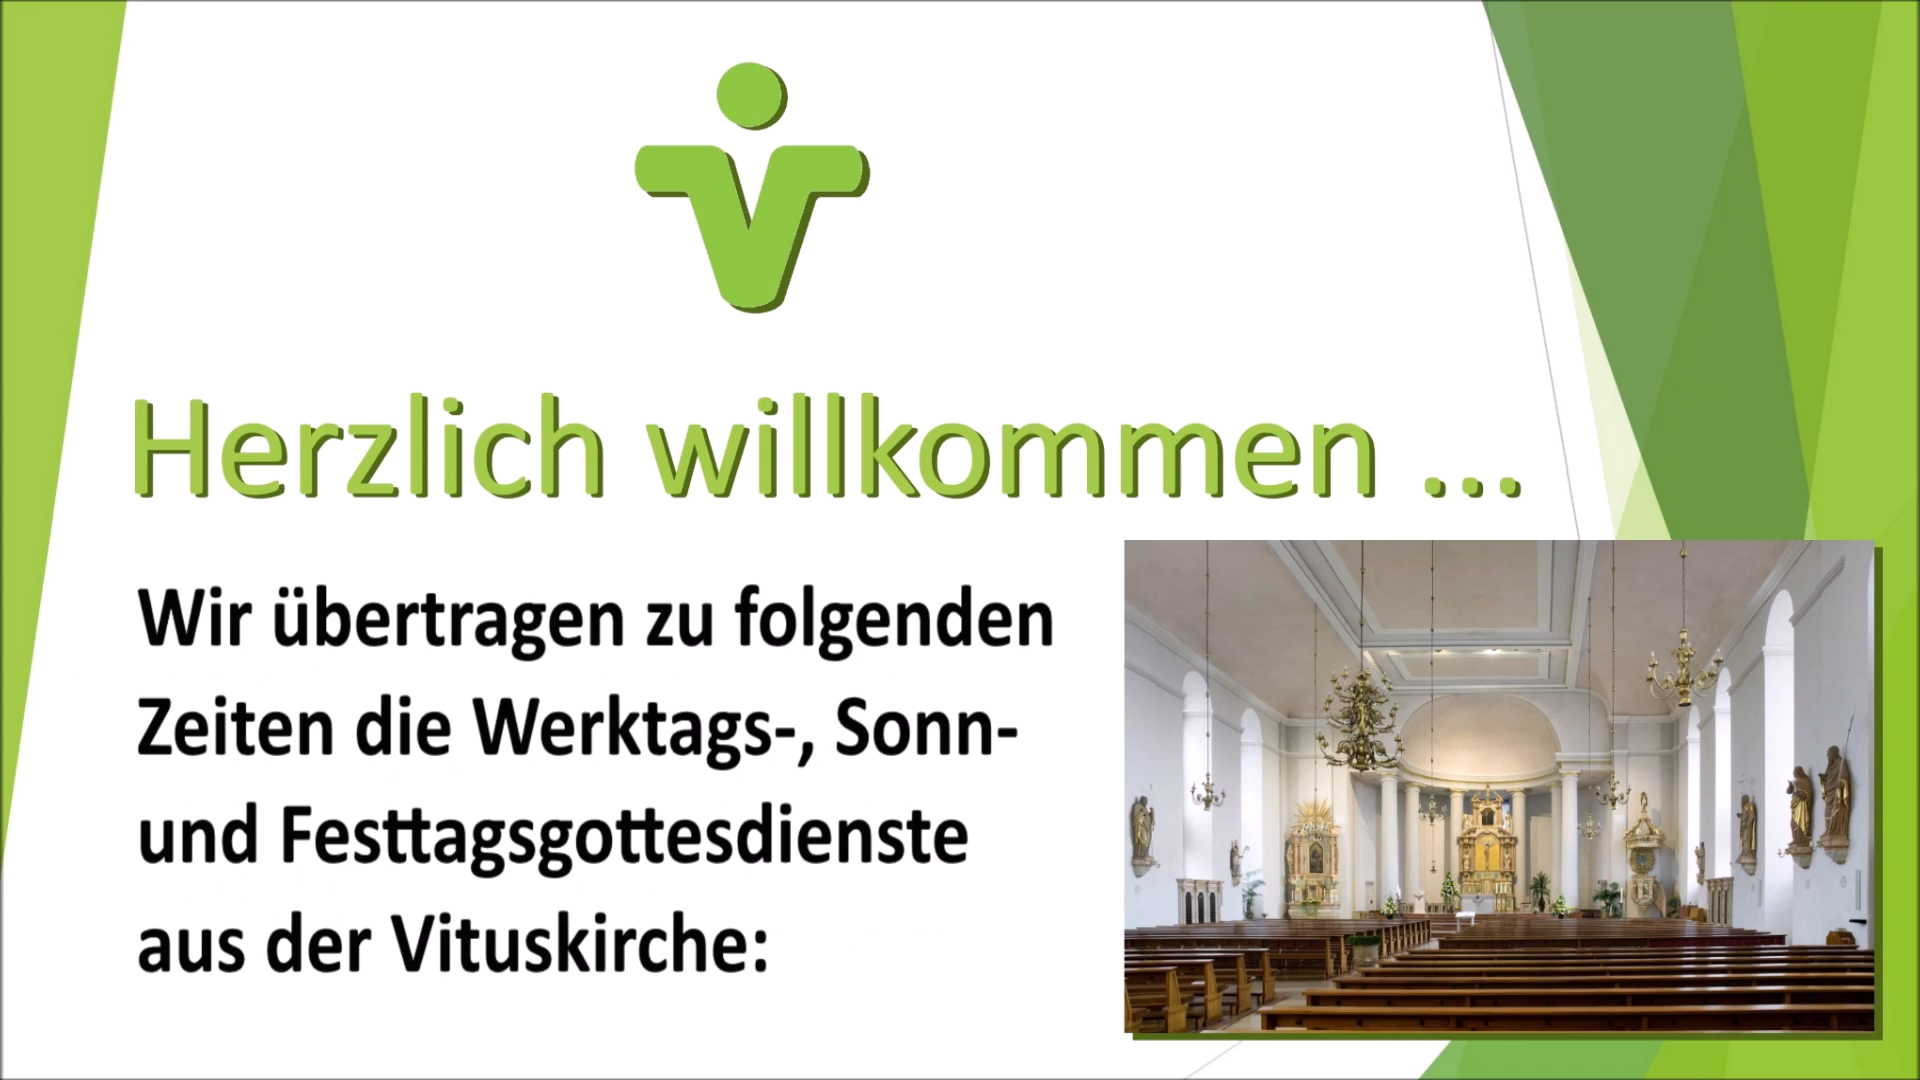 Herzlich willkommen ...
Wir übertragen zu folgenden
Zeiten die Werktags-, Sonn-
und Festtagsgottesdienste
aus der Vituskirche: